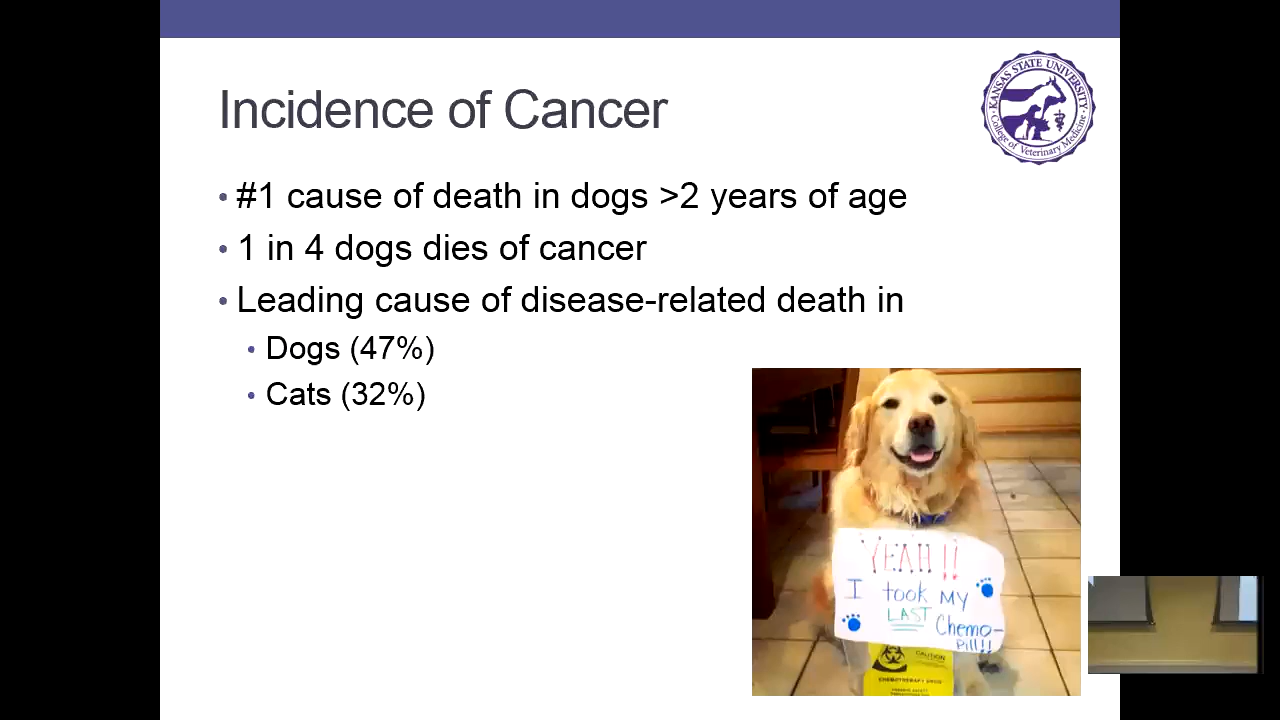 Incidence of Cancer
KANSAS STATE UNIVERSITY
College of Veterinary Medicine
• #1 cause of death in dogs >2 years of age
• 1 in 4 dogs dies of cancer
• Leading cause of disease-related death in
• Dogs (47%)
• Cats (32%)
YEAH!!
I took MY
LAST Chemo-
Pill!!
CAUTION
CHEMOTHERAPY DRUG